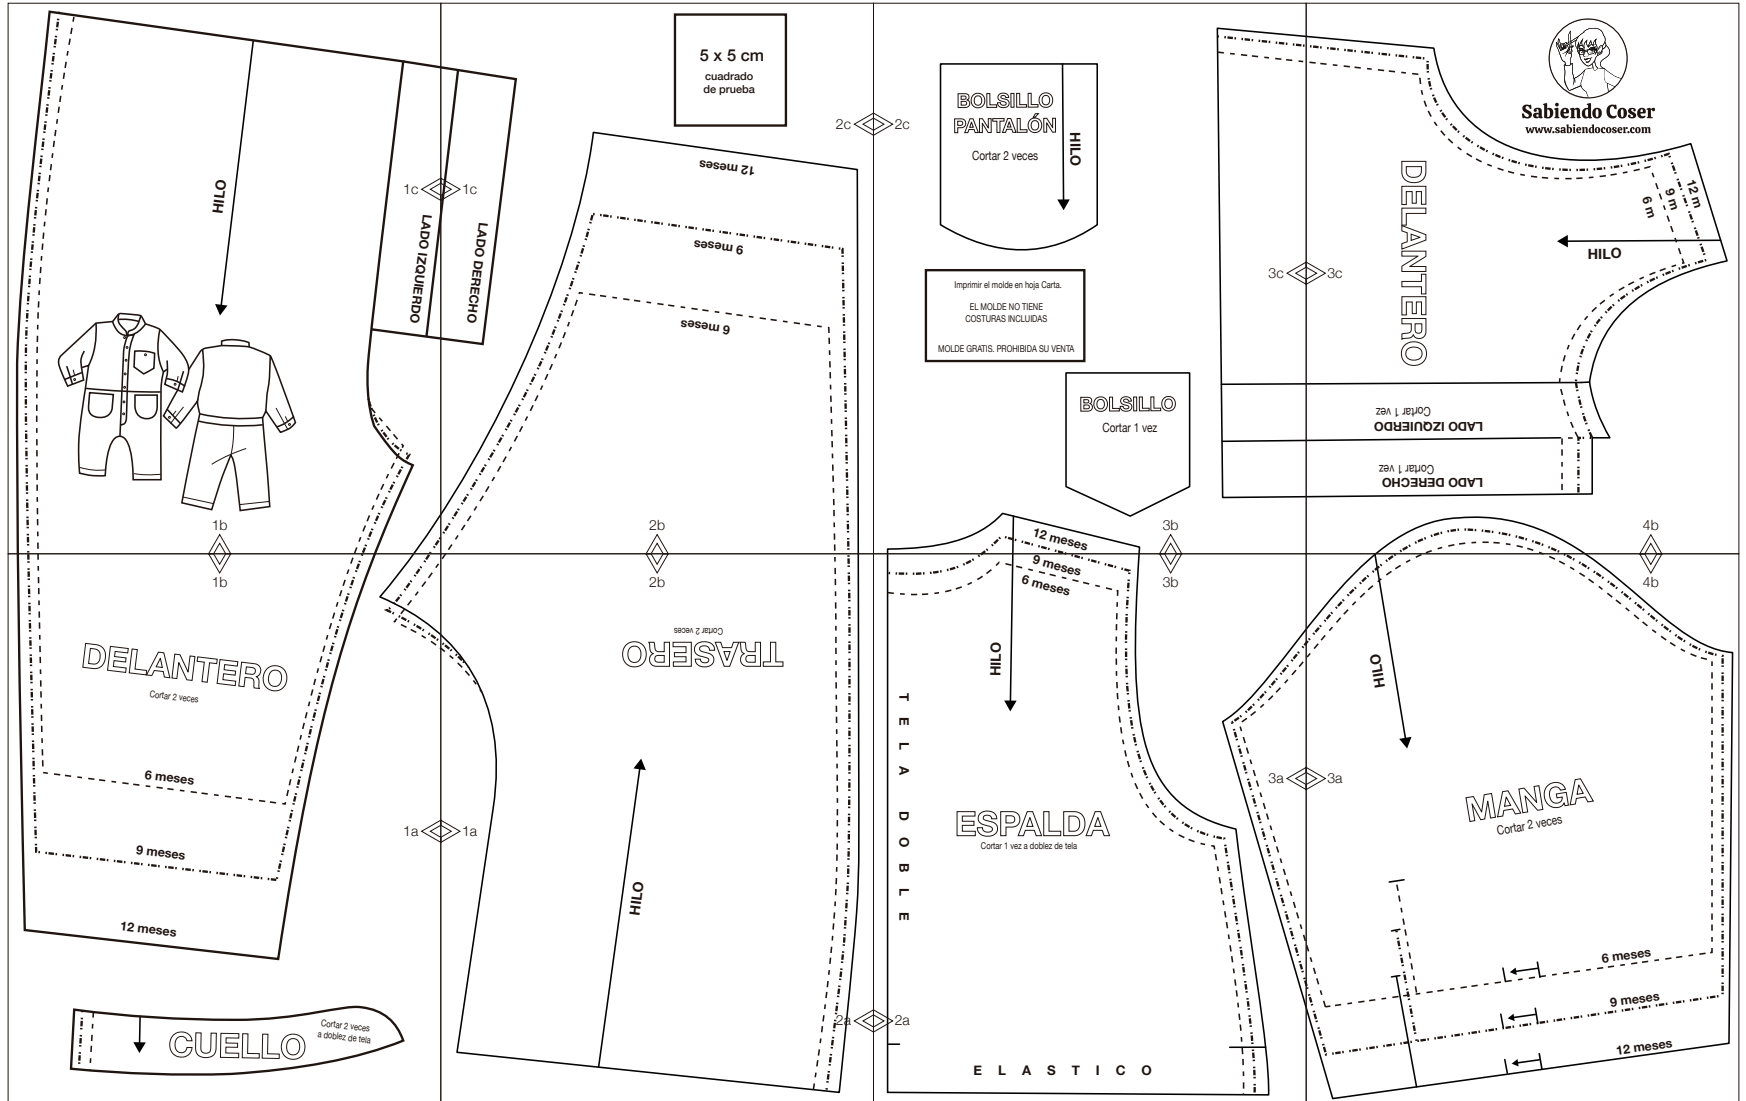 HILO
1c
1c
LADO IZQUIERDO
LADO DERECHO
1b
1b
DELANTERO
Cortar 2 veces
6 meses
9 meses
12 meses
CUELLO
Cortar 2 veces
a doblez de tela
1a
1a
5 x 5 cm
cuadrado
de prueba
12 meses
9 meses
6 meses
2b
2b
TRASERO
Cortar 2 veces
HILO
2a
2a
2c
2c
BOLSILLO
PANTALÓN
Cortar 2 veces
HILO
Imprimir el molde en hoja Carta.
EL MOLDE NO TIENE
COSTURAS INCLUIDAS
MOLDE GRATIS. PROHIBIDA SU VENTA
BOLSILLO
Cortar 1 vez
3b
3b
12 meses
9 meses
6 meses
HILO
TELA DOBLE
ESPALDA
Cortar 1 vez a doblez de tela
ELASTICO
Sabiendo Coser
www.sabiendocoser.com
DELANTERO
12 m
9 m
6 m
HILO
3c
3c
LADO IZQUIERDO
Cortar 1 vez
LADO DERECHO
Cortar 1 vez
4b
4b
HILO
3a
3a
MANGA
Cortar 2 veces
6 meses
9 meses
12 meses